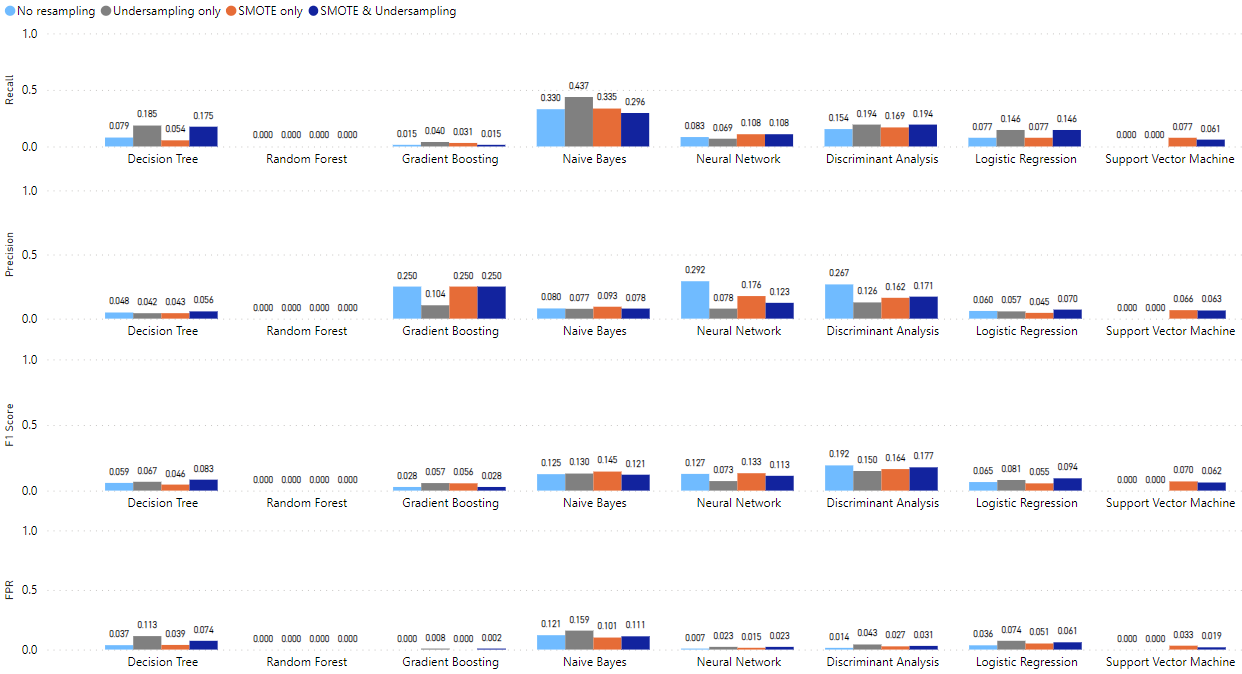 No resampling Undersampling only SMOTE only SMOTE & Undersampling
Recall
1.0
0.5
0.0
0.079 0.185 0.054 0.175
0.000 0.000 0.000 0.000
0.015 0.040 0.031 0.015
0.330 0.437 0.335 0.296
0.083 0.069 0.108 0.108
0.154 0.194 0.169 0.194
0.077 0.146 0.077 0.146
0.000 0.000 0.077 0.061
Decision Tree Random Forest Gradient Boosting Naive Bayes Neural Network Discriminant Analysis Logistic Regression Support Vector Machine
Precision
1.0
0.5
0.0
0.048 0.042 0.043 0.056
0.000 0.000 0.000 0.000
0.250 0.104 0.250 0.250
0.080 0.077 0.093 0.078
0.292 0.078 0.176 0.123
0.267 0.126 0.162 0.171
0.060 0.057 0.045 0.070
0.000 0.000 0.066 0.063
Decision Tree Random Forest Gradient Boosting Naive Bayes Neural Network Discriminant Analysis Logistic Regression Support Vector Machine
F1 Score
1.0
0.5
0.0
0.059 0.067 0.046 0.083
0.000 0.000 0.000 0.000
0.028 0.057 0.056 0.028
0.125 0.130 0.145 0.121
0.127 0.073 0.133 0.113
0.192 0.150 0.164 0.177
0.065 0.081 0.055 0.094
0.000 0.000 0.070 0.062
Decision Tree Random Forest Gradient Boosting Naive Bayes Neural Network Discriminant Analysis Logistic Regression Support Vector Machine
FPR
1.0
0.5
0.0
0.037 0.113 0.039 0.074
0.000 0.000 0.000 0.000
0.000 0.008 0.000 0.002
0.121 0.159 0.101 0.111
0.007 0.023 0.015 0.023
0.014 0.043 0.027 0.031
0.036 0.074 0.051 0.061
0.000 0.000 0.033 0.019
Decision Tree Random Forest Gradient Boosting Naive Bayes Neural Network Discriminant Analysis Logistic Regression Support Vector Machine